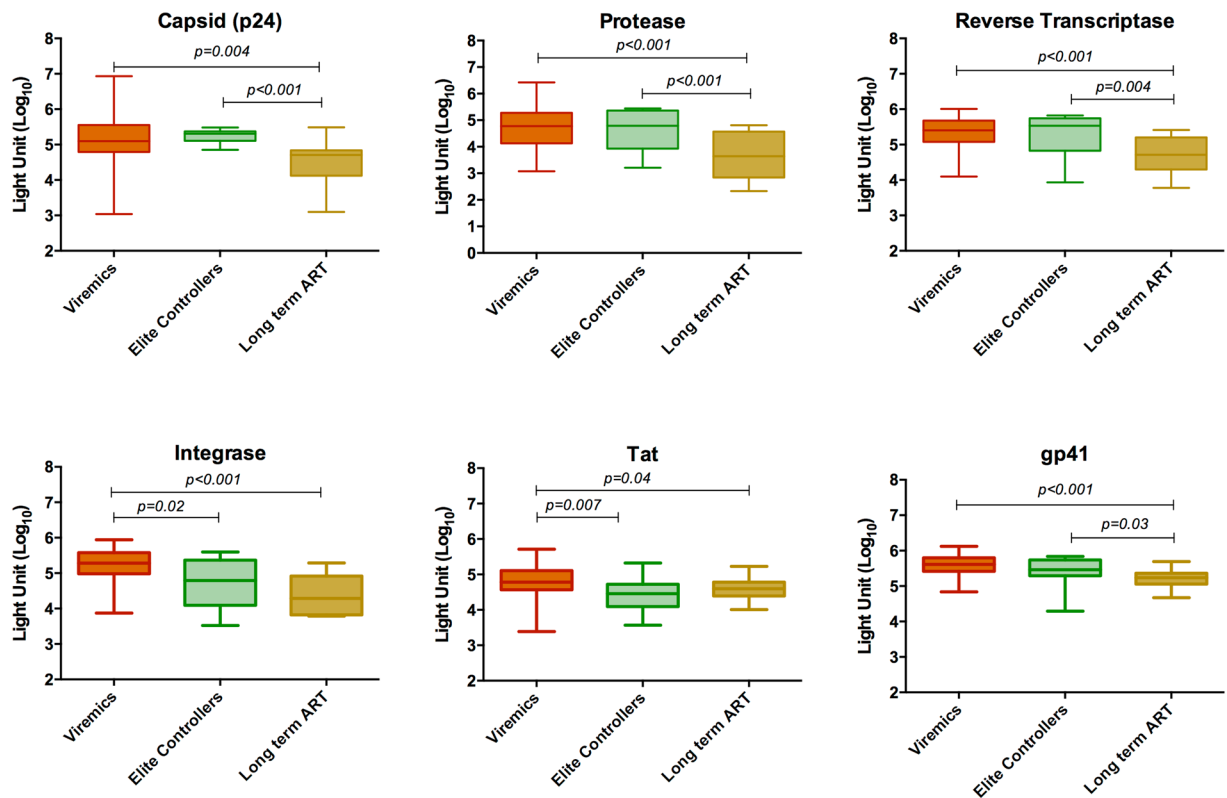 Capsid (p24)
Light Unit (Log10)
8
7
6
5
4
3
2
p=0.004
p<0.001
Viremics
Elite Controllers
Long term ART
Protease
Light Unit (Log10)
8
7
6
5
4
3
2
1
0
p<0.001
p<0.001
Viremics
Elite Controllers
Long term ART
Reverse Transcriptase
Light Unit (Log10)
8
7
6
5
4
3
2
p<0.001
p=0.004
Viremics
Elite Controllers
Long term ART
Integrase
Light Unit (Log10)
8
7
6
5
4
3
2
p<0.001
p=0.02
Viremics
Elite Controllers
Long term ART
Tat
Light Unit (Log10)
8
7
6
5
4
3
2
p=0.04
p=0.007
Viremics
Elite Controllers
Long term ART
gp41
Light Unit (Log10)
8
7
6
5
4
3
2
p<0.001
p=0.03
Viremics
Elite Controllers
Long term ART